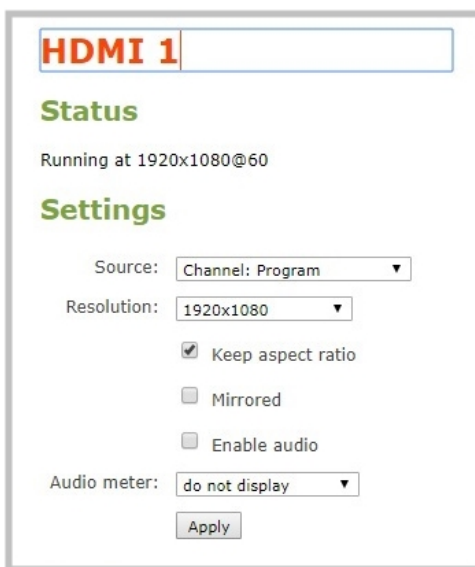 HDMI 1
Status
Running at 1920x1080@60
Settings
Source: Channel: Program
Resolution: 1920x1080
Keep aspect ratio
Mirrored
Enable audio
Audio meter: do not display
Apply